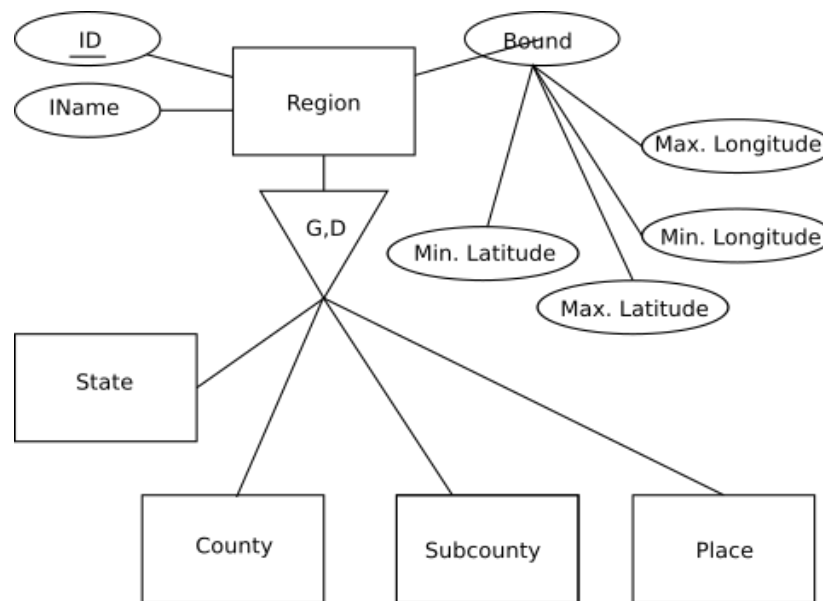 ID
IName
Region
Bound
Max. Longitude
Min. Longitude
Min. Latitude
Max. Latitude
G,D
State
County
Subcounty
Place